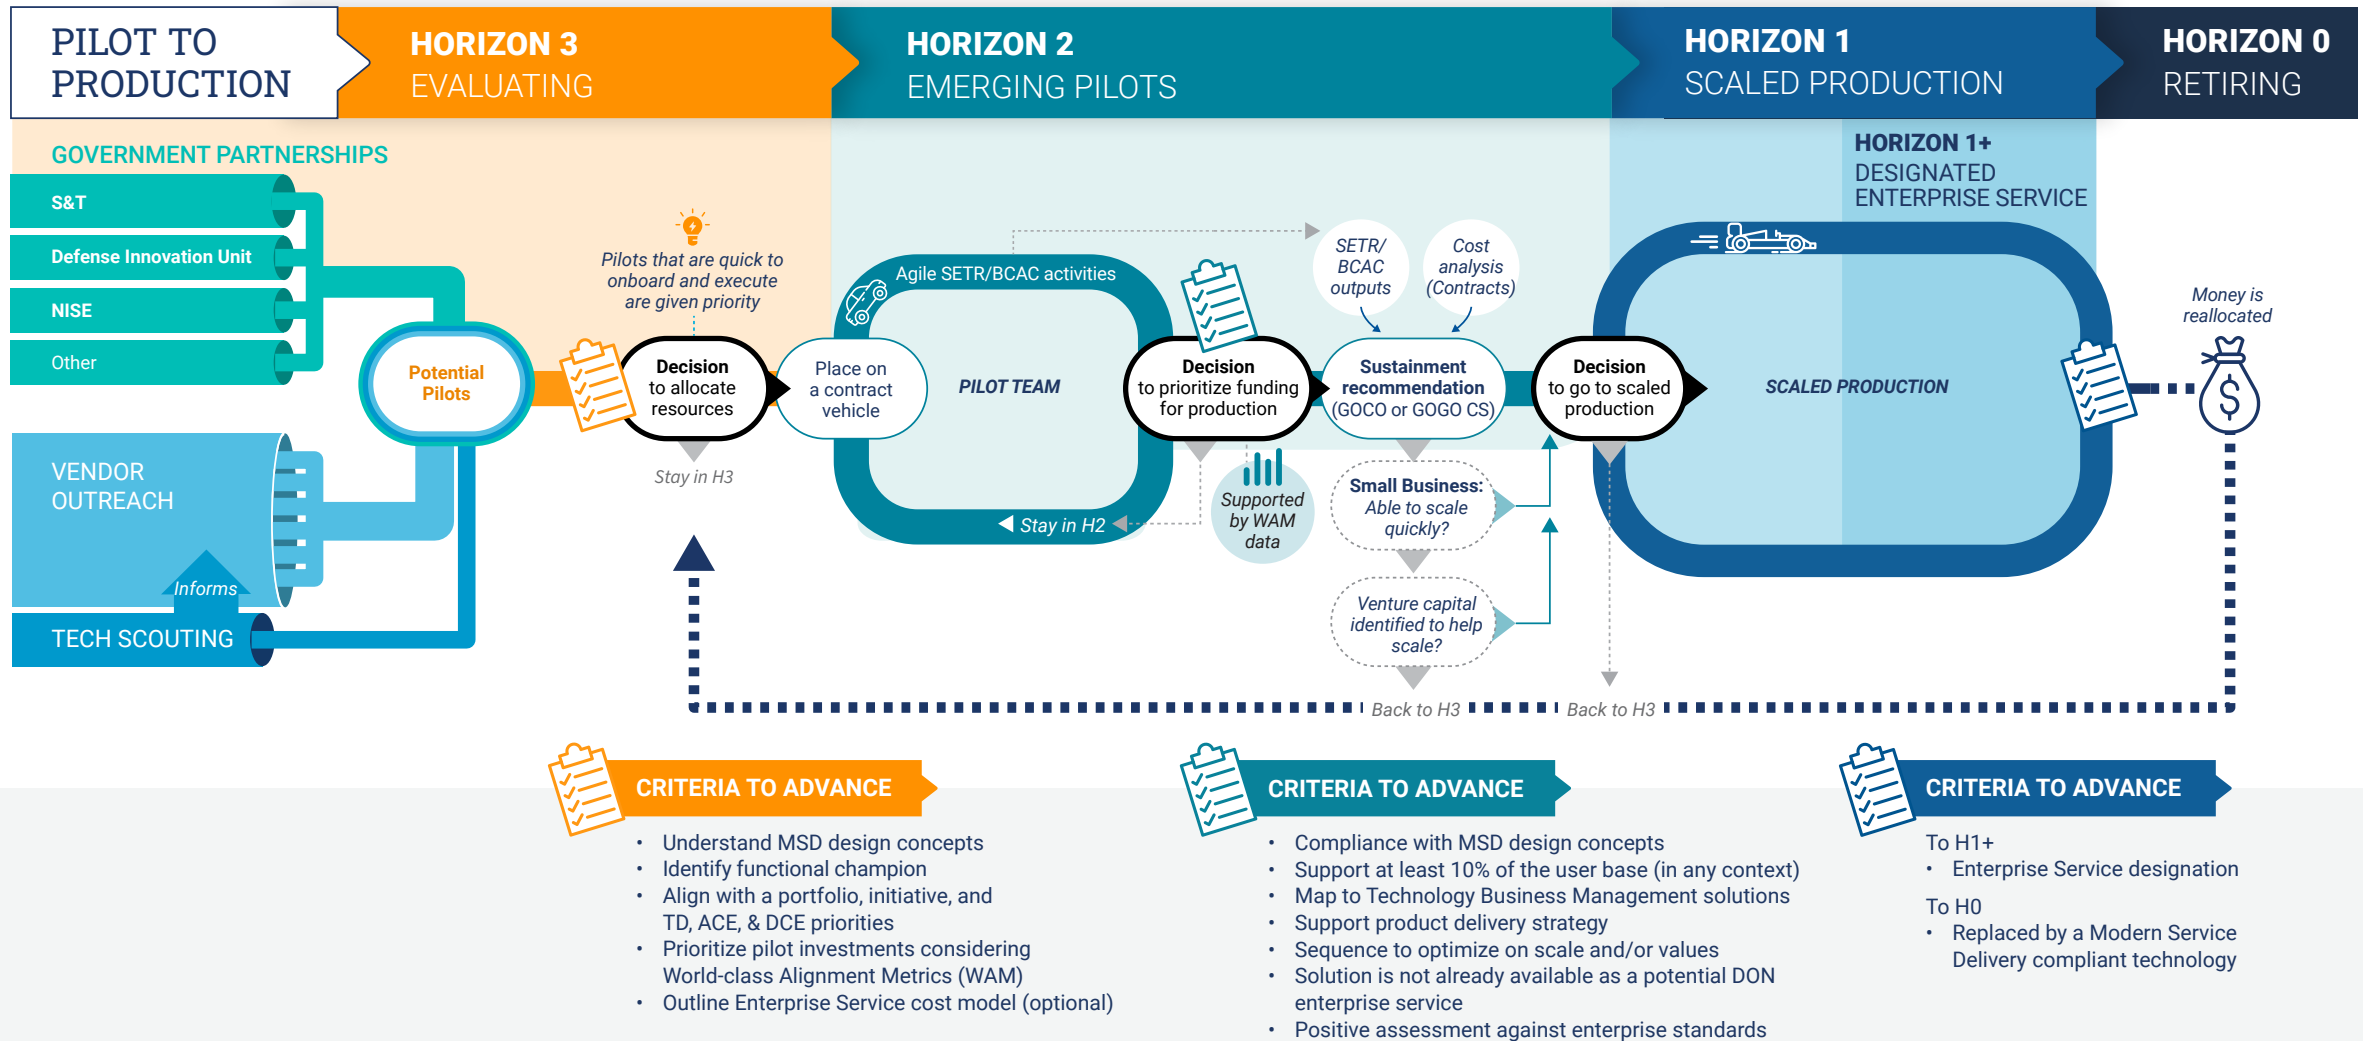 PILOT TO
PRODUCTION
HORIZON 3
EVALUATING
HORIZON 2
EMERGING PILOTS
HORIZON 1
SCALED PRODUCTION
HORIZON 0
RETIRING
HORIZON 1+
DESIGNATED
ENTERPRISE SERVICE
GOVERNMENT PARTNERSHIPS
S&T
Defense Innovation Unit
NISE
Other
VENDOR
OUTREACH
Informs
TECH SCOUTING
Potential
Pilots
Pilots that are quick to
onboard and execute
are given priority
Decision
to allocate
resources
Stay in H3
Place on
a contract
vehicle
Agile SETR/BCAC activities
PILOT TEAM
Stay in H2
Decision
to prioritize funding
for production
Supported
by WAM
data
SETR/
BCAC
outputs
Cost
analysis
(Contracts)
Sustainment
recommendation
(GOCO or GOGO CS)
Small Business:
Able to scale
quickly?
Venture capital
identified to help
scale?
Back to H3
Decision
to go to scaled
production
Back to H3
SCALED PRODUCTION
Money is
reallocated
$
CRITERIA TO ADVANCE
• Understand MSD design concepts
• Identify functional champion
• Align with a portfolio, initiative, and
TD, ACE, & DCE priorities
• Prioritize pilot investments considering
World-class Alignment Metrics (WAM)
• Outline Enterprise Service cost model (optional)
CRITERIA TO ADVANCE
• Compliance with MSD design concepts
• Support at least 10% of the user base (in any context)
• Map to Technology Business Management solutions
• Support product delivery strategy
• Sequence to optimize on scale and/or values
• Solution is not already available as a potential DON
enterprise service
• Positive assessment against enterprise standards
CRITERIA TO ADVANCE
To H1+
• Enterprise Service designation
To H0
• Replaced by a Modern Service
Delivery compliant technology